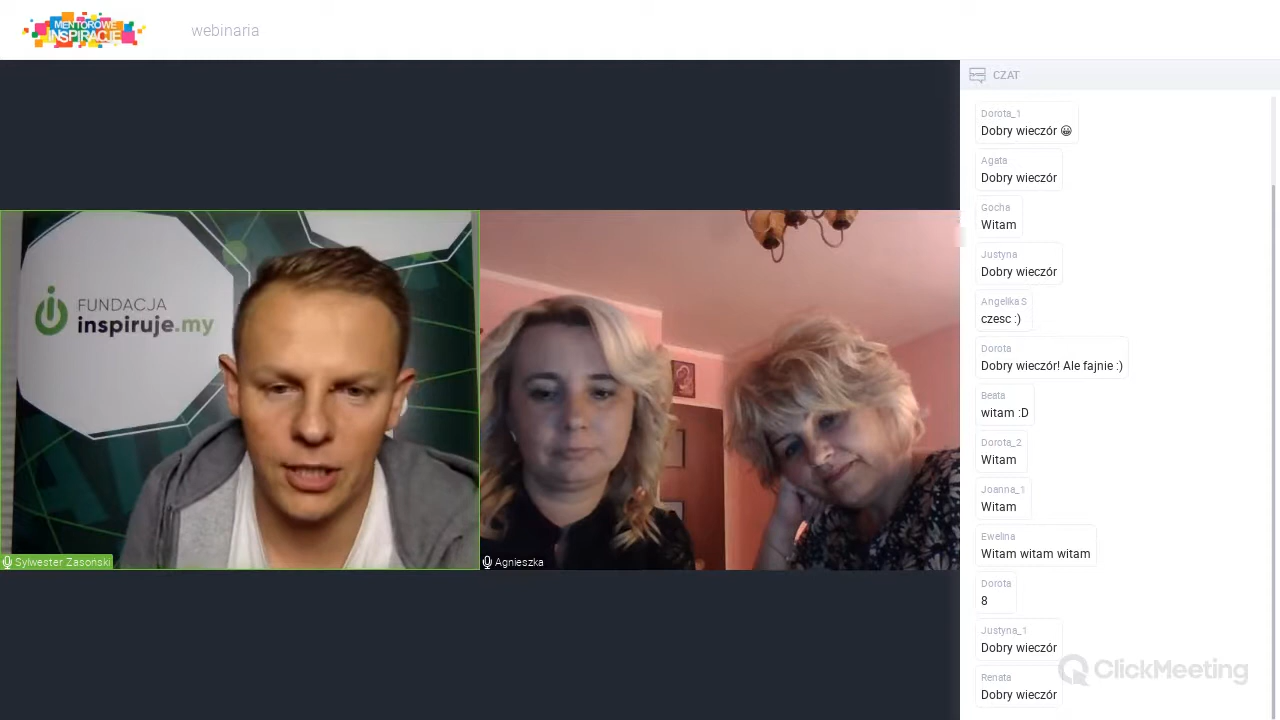 MENTOROWE
INSPIRACJE
webinaria
CZAT
Dorota_1
Dobry wieczór 😀
Agata
Dobry wieczór
Gocha
Witam
Justyna
Dobry wieczór
Angelika S
czesc :)
Dorota
Dobry wieczór! Ale fajnie :)
Beata
witam :D
Dorota_2
Witam
Joanna_1
Witam
Ewelina
Witam witam witam
Dorota
8
Justyna_1
Dobry wieczór
Renata
Dobry wieczór
FUNDACJA
inspiruje.my
Sylwester Zasoński
Agnieszka
ClickMeeting